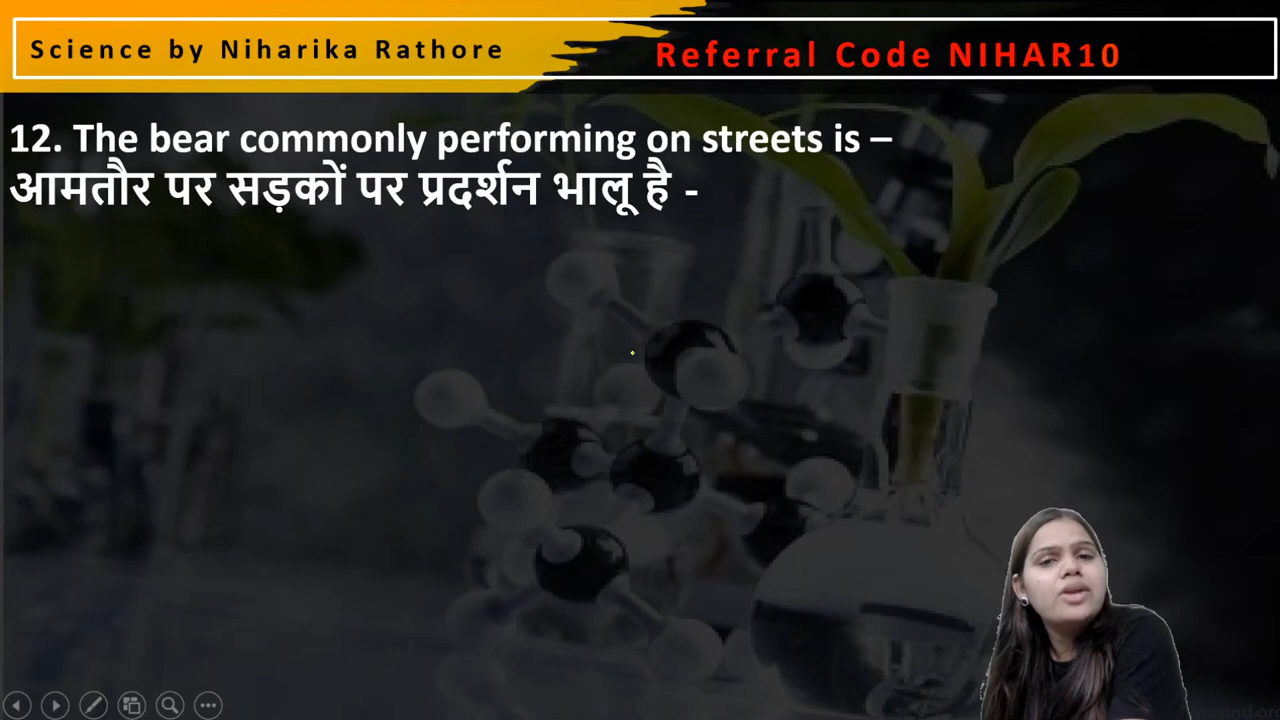 Science by Niharika Rathore
Referral Code NIHAR10
12. The bear commonly performing on streets is –
आमतौर पर सड़कों पर प्रदर्शन भालू है -